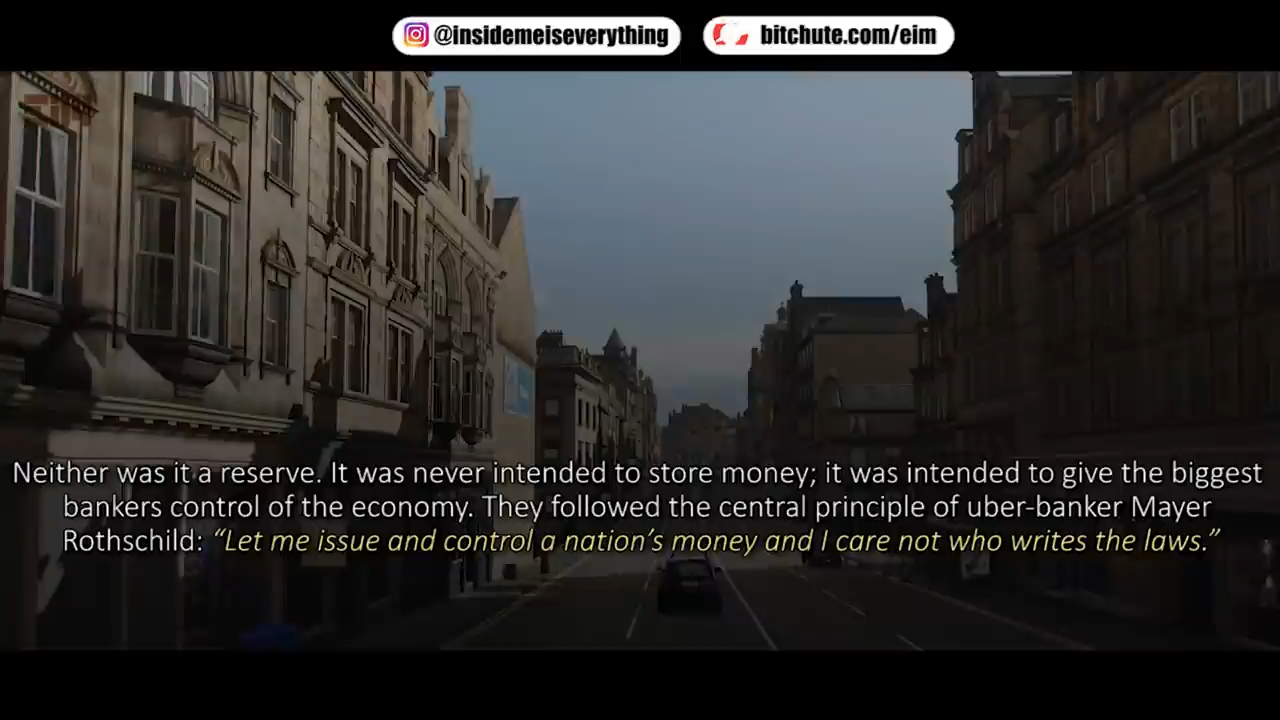 @insidemeiseverything
bitchute.com/eim
Neither was it a reserve. It was never intended to store money; it was intended to give the biggest
bankers control of the economy. They followed the central principle of uber-banker Mayer
Rothschild: “Let me issue and control a nation’s money and I care not who writes the laws.”